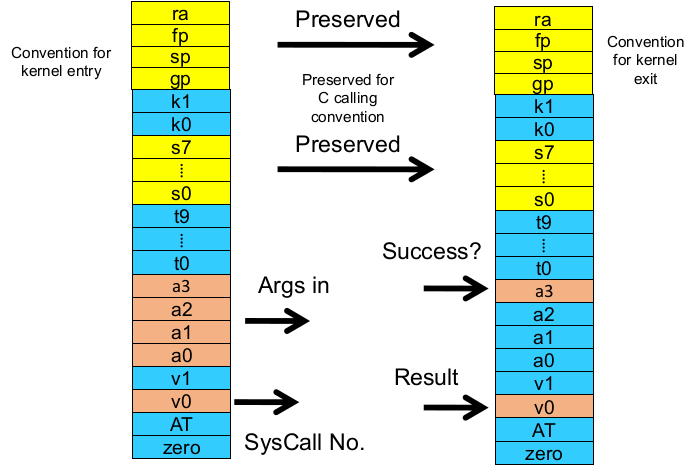 Convention for
kernel entry
ra
fp
sp
gp
k1
k0
s7
⁞
s0
t9
⁞
t0
a3
a2
a1
a0
v1
v0
AT
zero
Preserved
Preserved for
C calling
convention
Preserved
Success?
Args in
Result
SysCall No.
ra
fp
sp
gp
k1
k0
s7
⁞
s0
t9
⁞
t0
a3
a2
a1
a0
v1
v0
AT
zero
Convention
for kernel
exit